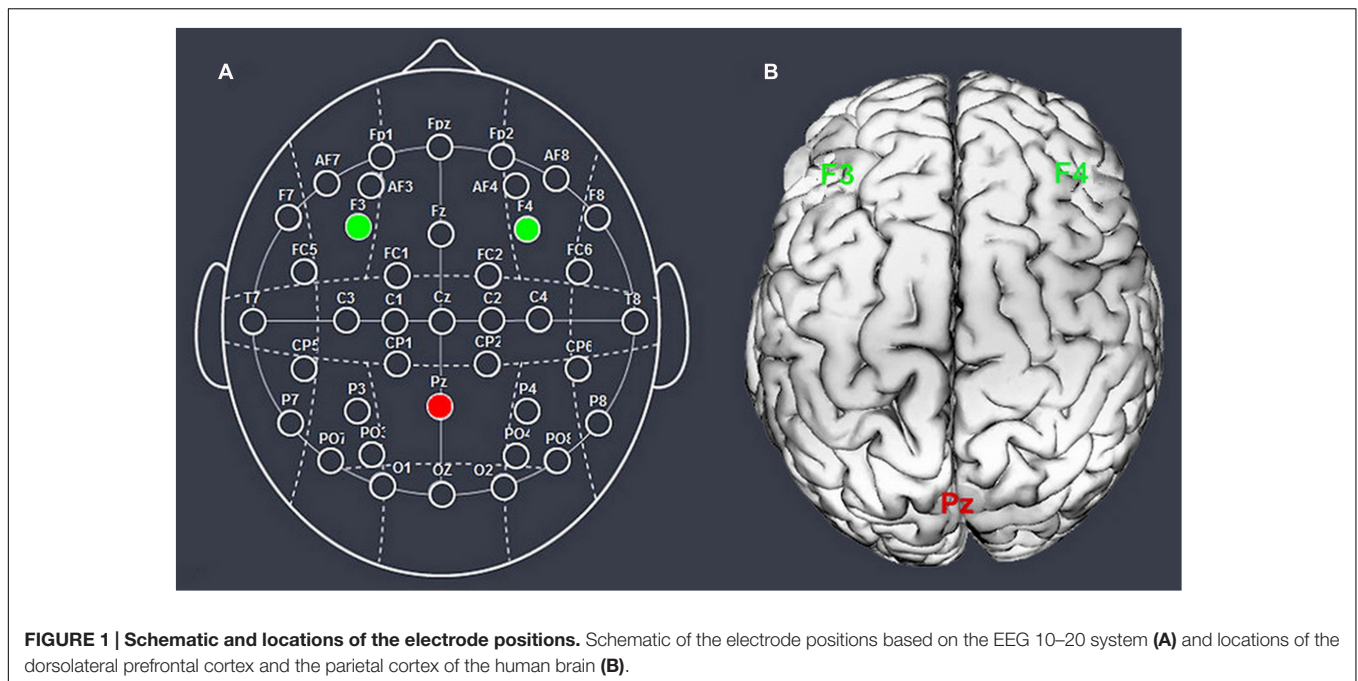 A
B
Fp1 Fpz Fp2
AF7 AF8
AF3 AF4
F7 F3 Fz F4 F8
F3 F4
FC5 FC1 FC2 FC6
T7 C3 C1 Cz C2 C4 T8
CP5 CP1 CP2 CP6
Pz
P7 P3 P4 P8
PO7 PO3 PO4 PO8
O1 OZ O2
Pz
FIGURE 1 | Schematic and locations of the electrode positions. Schematic of the electrode positions based on the EEG 10–20 system (A) and locations of the
dorsolateral prefrontal cortex and the parietal cortex of the human brain (B).